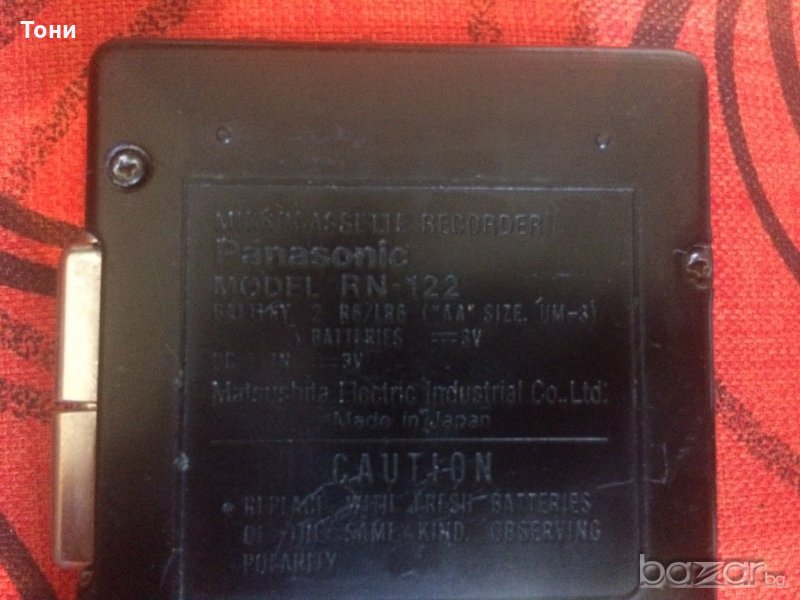 Тони
MICROCASSETTE RECORDER
Panasonic
MODEL RN-122
BATTERY 2 R6/LR6 ("AA" SIZE. UM-3)
BATTERIES ⎓3V
DC IN ⎓3V
Matsushita Electric Industrial Co.,Ltd.
Made in Japan
CAUTION
• REPLACE WITH FRESH BATTERIES
OF THE SAME KIND, OBSERVING
POLARITY
bazar.bg